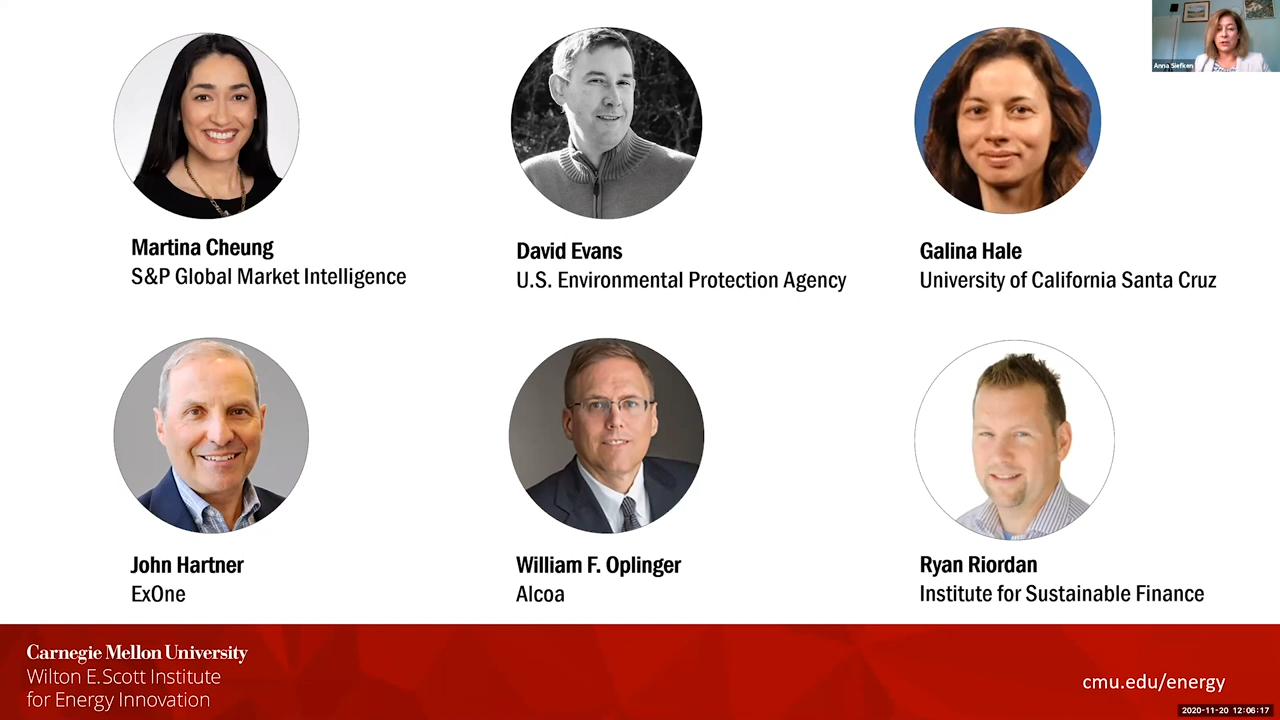 Anna Siefken
Martina Cheung
S&P Global Market Intelligence
David Evans
U.S. Environmental Protection Agency
Galina Hale
University of California Santa Cruz
John Hartner
ExOne
William F. Oplinger
Alcoa
Ryan Riordan
Institute for Sustainable Finance
Carnegie Mellon University
Wilton E. Scott Institute
for Energy Innovation
cmu.edu/energy
2020-11-20 12:06:17